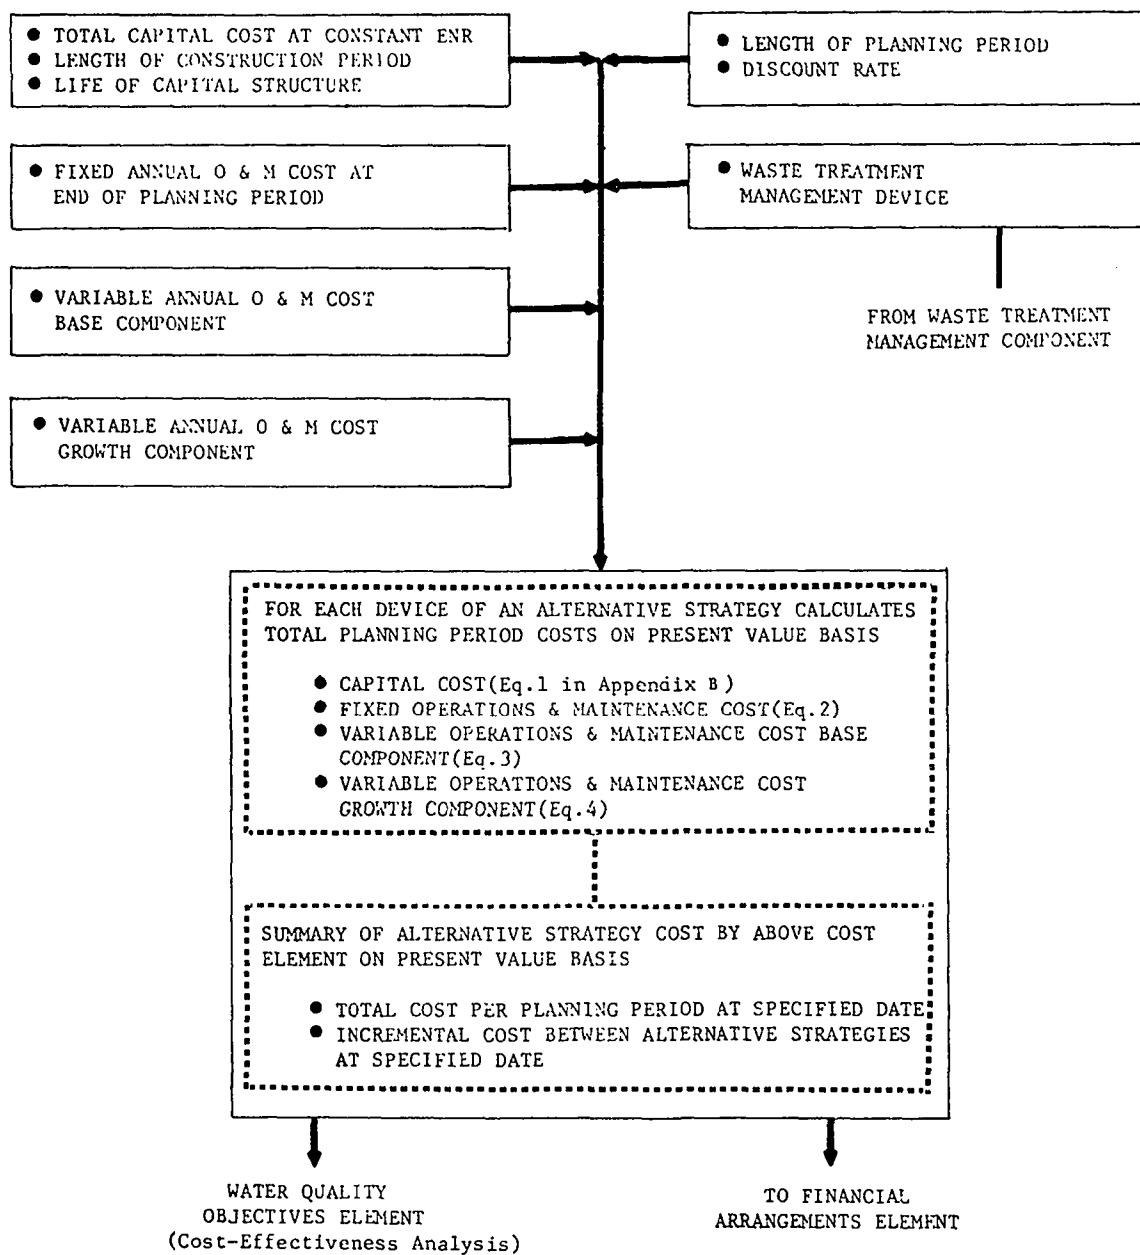 ● TOTAL CAPITAL COST AT CONSTANT ENR
● LENGTH OF CONSTRUCTION PERIOD
● LIFE OF CAPITAL STRUCTURE
● LENGTH OF PLANNING PERIOD
● DISCOUNT RATE
● FIXED ANNUAL O & M COST AT
END OF PLANNING PERIOD
● WASTE TREATMENT
MANAGEMENT DEVICE
● VARIABLE ANNUAL O & M COST
BASE COMPONENT
FROM WASTE TREATMENT
MANAGEMENT COMPONENT
● VARIABLE ANNUAL O & M COST
GROWTH COMPONENT
FOR EACH DEVICE OF AN ALTERNATIVE STRATEGY CALCULATES
TOTAL PLANNING PERIOD COSTS ON PRESENT VALUE BASIS
● CAPITAL COST(Eq.1 in Appendix B)
● FIXED OPERATIONS & MAINTENANCE COST(Eq.2)
● VARIABLE OPERATIONS & MAINTENANCE COST BASE
COMPONENT(Eq.3)
● VARIABLE OPERATIONS & MAINTENANCE COST
GROWTH COMPONENT(Eq.4)
SUMMARY OF ALTERNATIVE STRATEGY COST BY ABOVE COST
ELEMENT ON PRESENT VALUE BASIS
● TOTAL COST PER PLANNING PERIOD AT SPECIFIED DATE
● INCREMENTAL COST BETWEEN ALTERNATIVE STRATEGIES
AT SPECIFIED DATE
WATER QUALITY
OBJECTIVES ELEMENT
(Cost-Effectiveness Analysis)
TO FINANCIAL
ARRANGEMENTS ELEMENT